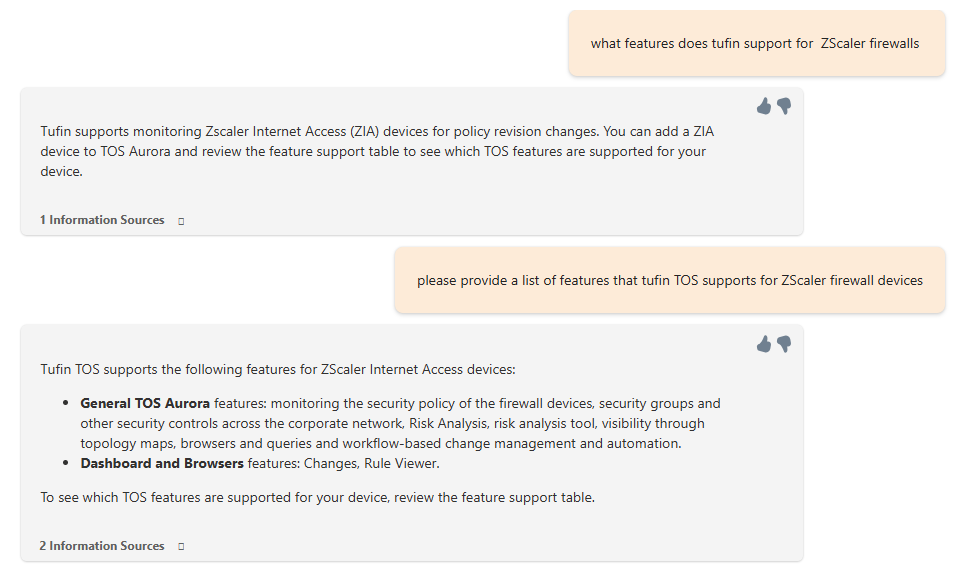 what features does tufin support for  ZScaler firewalls
Tufin supports monitoring Zscaler Internet Access (ZIA) devices for policy revision changes. You can add a ZIA
device to TOS Aurora and review the feature support table to see which TOS features are supported for your
device.
1 Information Sources
please provide a list of features that tufin TOS supports for ZScaler firewall devices
Tufin TOS supports the following features for ZScaler Internet Access devices:
• General TOS Aurora features: monitoring the security policy of the firewall devices, security groups and
other security controls across the corporate network, Risk Analysis, risk analysis tool, visibility through
topology maps, browsers and queries and workflow-based change management and automation.
• Dashboard and Browsers features: Changes, Rule Viewer.
To see which TOS features are supported for your device, review the feature support table.
2 Information Sources